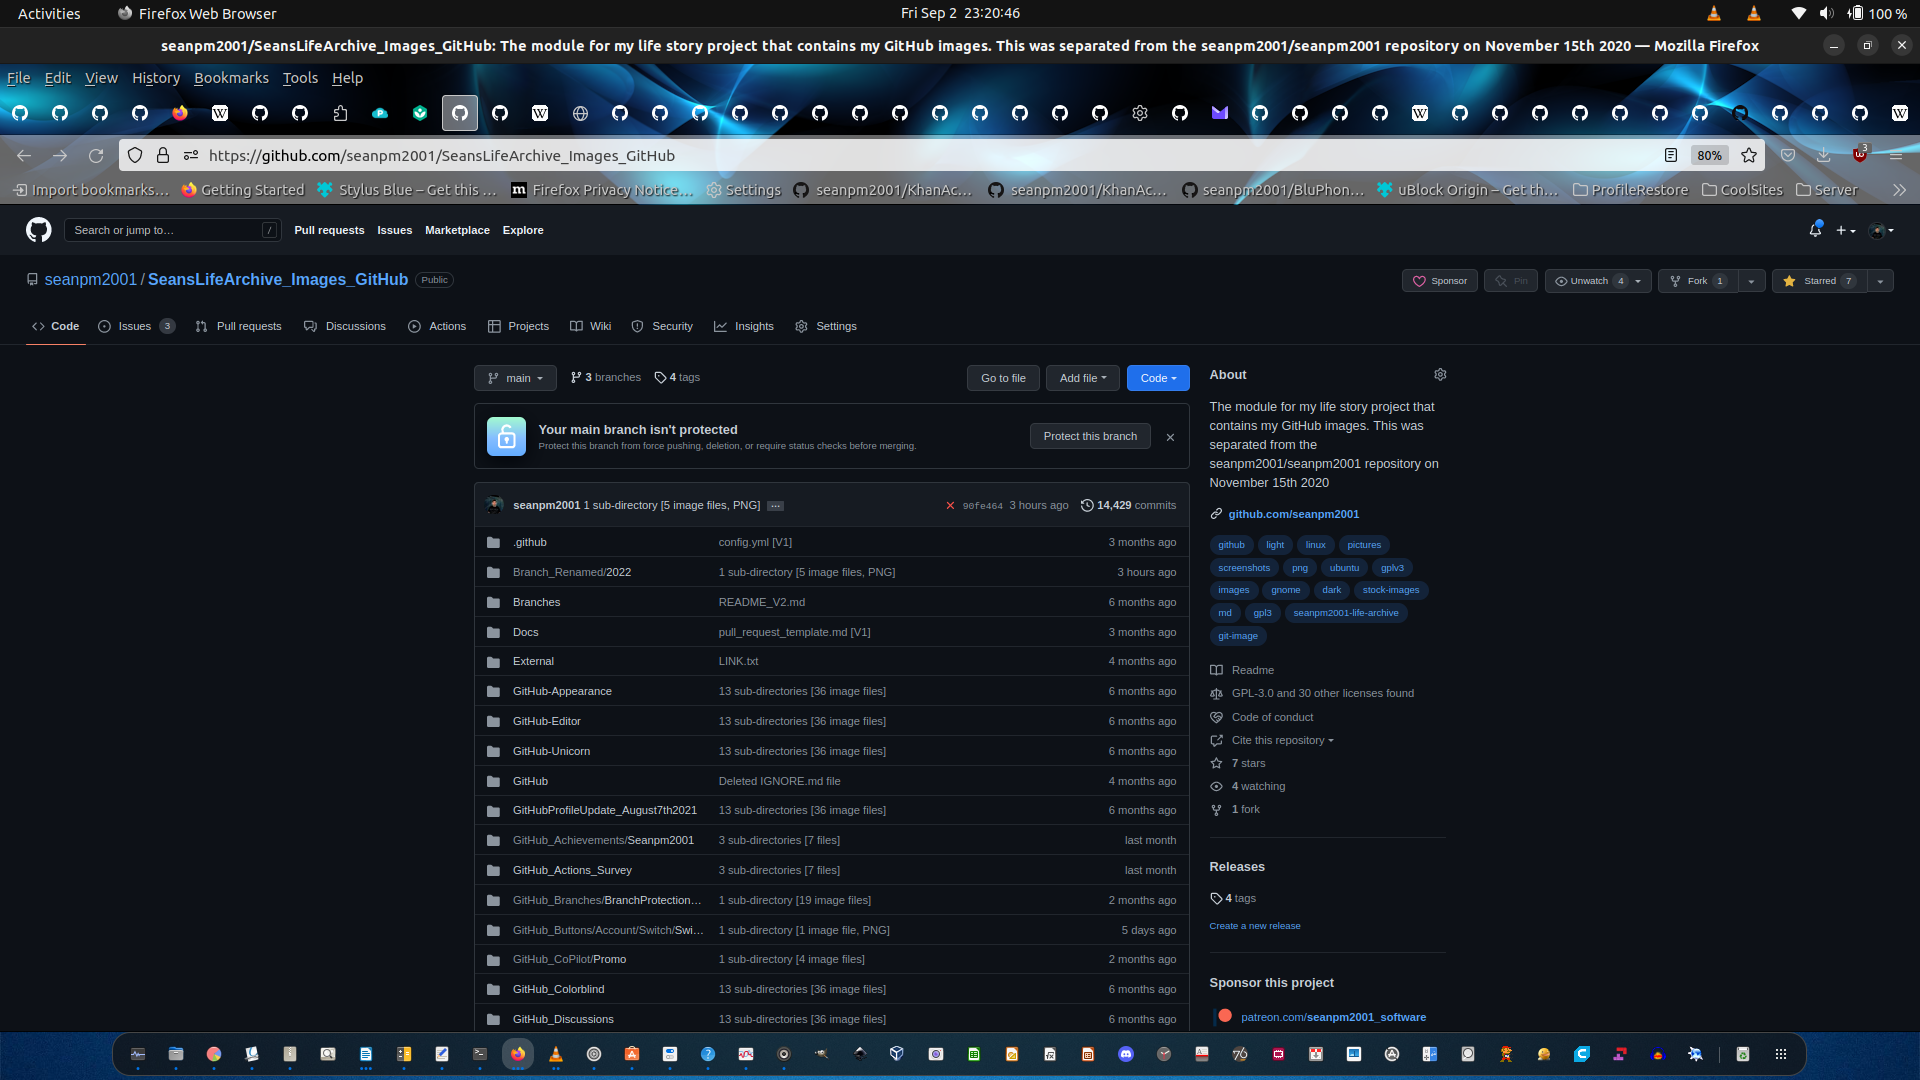 Activities Firefox Web Browser Fri Sep 2 23:20:46 100 %
seanpm2001/SeansLifeArchive_Images_GitHub: The module for my life story project that contains my GitHub images. This was separated from the seanpm2001/seanpm2001 repository on November 15th 2020 — Mozilla Firefox
File Edit View History Bookmarks Tools Help
https://github.com/seanpm2001/SeansLifeArchive_Images_GitHub 80% 3
Import bookmarks… Getting Started Stylus Blue – Get this … Firefox Privacy Notice… Settings seanpm2001/KhanAc… seanpm2001/KhanAc… seanpm2001/BluPhon… uBlock Origin – Get th… ProfileRestore CoolSites Server
Search or jump to… / Pull requests Issues Marketplace Explore
seanpm2001 / SeansLifeArchive_Images_GitHub Public Sponsor Pin Unwatch 4 Fork 1 Starred 7
Code Issues 3 Pull requests Discussions Actions Projects Wiki Security Insights Settings
main 3 branches 4 tags Go to file Add file Code
Your main branch isn't protected
Protect this branch from force pushing, deletion, or require status checks before merging.
Protect this branch
seanpm2001 1 sub-directory [5 image files, PNG] … 90fe464 3 hours ago 14,429 commits
.github config.yml [V1] 3 months ago
Branch_Renamed/2022 1 sub-directory [5 image files, PNG] 3 hours ago
Branches README_V2.md 6 months ago
Docs pull_request_template.md [V1] 3 months ago
External LINK.txt 4 months ago
GitHub-Appearance 13 sub-directories [36 image files] 6 months ago
GitHub-Editor 13 sub-directories [36 image files] 6 months ago
GitHub-Unicorn 13 sub-directories [36 image files] 6 months ago
GitHub Deleted IGNORE.md file 4 months ago
GitHubProfileUpdate_August7th2021 13 sub-directories [36 image files] 6 months ago
GitHub_Achievements/Seanpm2001 3 sub-directories [7 files] last month
GitHub_Actions_Survey 3 sub-directories [7 files] last month
GitHub_Branches/BranchProtection… 1 sub-directory [19 image files] 2 months ago
GitHub_Buttons/Account/Switch/Swi… 1 sub-directory [1 image file, PNG] 5 days ago
GitHub_CoPilot/Promo 1 sub-directory [4 image files] 2 months ago
GitHub_Colorblind 13 sub-directories [36 image files] 6 months ago
GitHub_Discussions 13 sub-directories [36 image files] 6 months ago
About
The module for my life story project that
contains my GitHub images. This was
separated from the
seanpm2001/seanpm2001 repository on
November 15th 2020
github.com/seanpm2001
github light linux pictures
screenshots png ubuntu gplv3
images gnome dark stock-images
md gpl3 seanpm2001-life-archive
git-image
Readme
GPL-3.0 and 30 other licenses found
Code of conduct
Cite this repository
7 stars
4 watching
1 fork
Releases
4 tags
Create a new release
Sponsor this project
patreon.com/seanpm2001_software